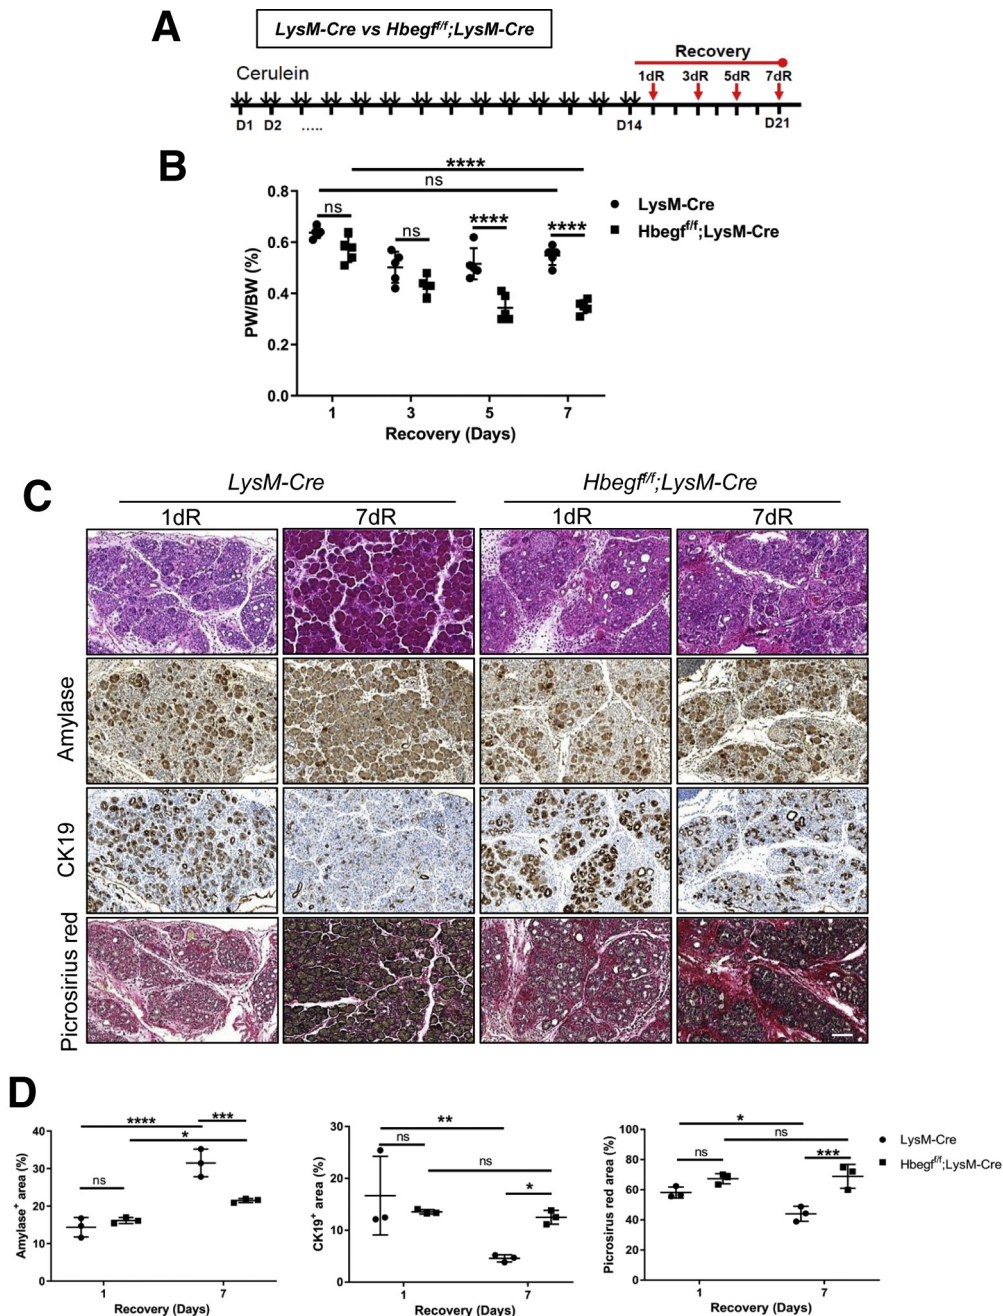 A
LysM-Cre vs Hbegf^f/f;LysM-Cre
Recovery
Cerulein
1dR 3dR 5dR 7dR
D1 D2 ..... D14 D21
B
****
ns
ns ns **** ****
LysM-Cre
Hbegf^f/f;LysM-Cre
PW/BW (%)
0.8
0.6
0.4
0.2
0.0
1 3 5 7
Recovery (Days)
C
LysM-Cre Hbegf^f/f;LysM-Cre
1dR 7dR 1dR 7dR
Amylase
CK19
Picrosirius red
D
**** ***
*
ns
Amylase+ area (%)
40
30
20
10
0
1 7
Recovery (Days)
**
ns
ns
*
CK19+ area (%)
30
20
10
0
1 7
Recovery (Days)
*
ns
ns ***
Picrosirius red area (%)
100
80
60
40
20
0
1 7
Recovery (Days)
LysM-Cre
Hbegf^f/f;LysM-Cre